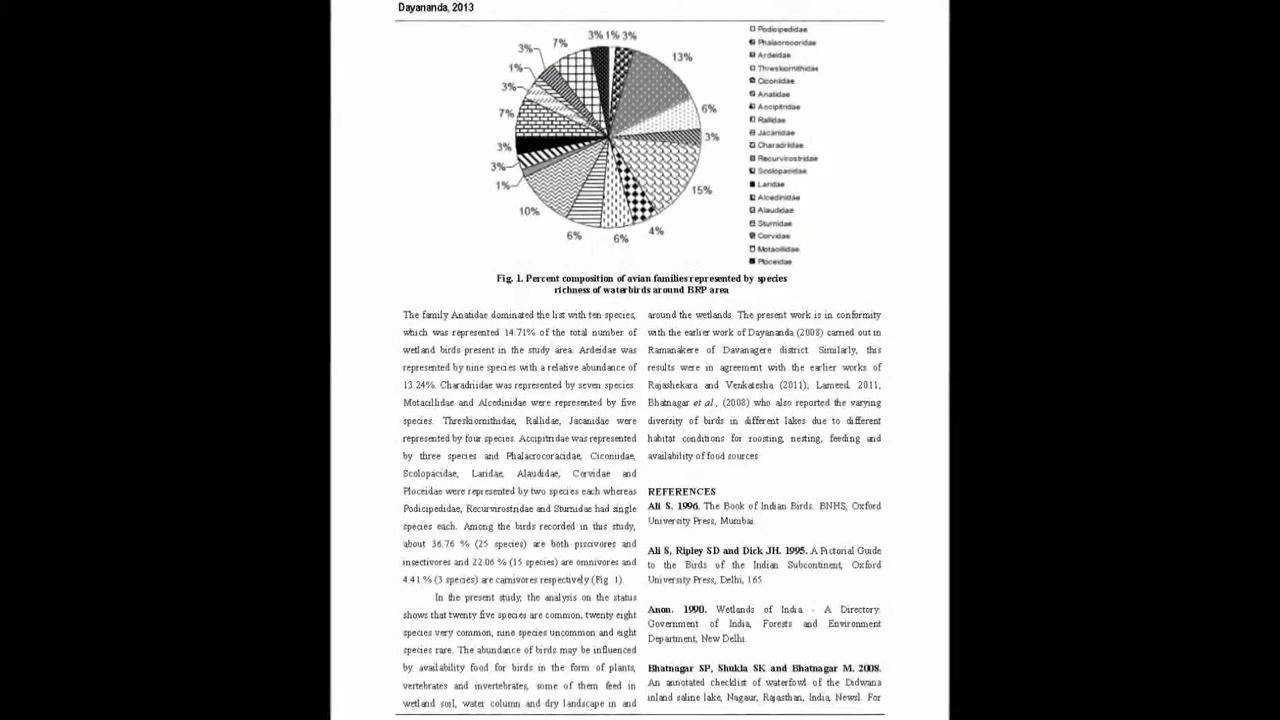 Dayananda, 2013
3% 1% 3%
7%
3%
13%
1%
3%
6%
7%
3%
3%
3%
1%
15%
10%
4%
6%
6%
Podicipedidae
Phalacrocoridae
Ardeidae
Threskiornithidae
Ciconiidae
Anatidae
Accipitridae
Rallidae
Jacanidae
Charadriidae
Recurvirostridae
Scolopacidae
Laridae
Alcedinidae
Alaudidae
Sturnidae
Corvidae
Motacillidae
Ploceidae
Fig. 1. Percent composition of avian families represented by species
richness of waterbirds around BRP area
The family Anatidae dominated the list with ten species,
which was represented 14.71% of the total number of
wetland birds present in the study area. Ardeidae was
represented by nine species with a relative abundance of
13.24%. Charadriidae was represented by seven species.
Motacillidae and Alcedinidae were represented by five
species. Threskiornithidae, Rallidae, Jacanidae were
represented by four species. Accipitridae was represented
by three species and Phalacrocoracidae, Ciconiidae,
Scolopacidae, Laridae, Alaudidae, Corvidae and
Ploceidae were represented by two species each whereas
Podicipedidae, Recurvirostridae and Sturnidae had single
species each. Among the birds recorded in this study,
about 36.76 % (25 species) are both piscivores and
insectivores and 22.06 % (15 species) are omnivores and
4.41 % (3 species) are carnivores respectively (Fig. 1).
In the present study, the analysis on the status
shows that twenty five species are common, twenty eight
species very common, nine species uncommon and eight
species rare. The abundance of birds may be influenced
by availability food for birds in the form of plants,
vertebrates and invertebrates, some of them feed in
wetland soil, water column and dry landscape in and
around the wetlands. The present work is in conformity
with the earlier work of Dayananda (2008) carried out in
Ramanakere of Davanagere district. Similarly, this
results were in agreement with the earlier works of
Rajashekara and Venkatesha (2011); Lameed, 2011;
Bhatnagar et al., (2008) who also reported the varying
diversity of birds in different lakes due to different
habitat conditions for roosting, nesting, feeding and
availability of food sources.
REFERENCES
Ali S. 1996. The Book of Indian Birds. BNHS, Oxford
University Press, Mumbai.
Ali S, Ripley SD and Dick JH. 1995. A Pictorial Guide
to the Birds of the Indian Subcontinent, Oxford
University Press, Delhi, 165
Anon. 1990. Wetlands of India - A Directory.
Government of India, Forests and Environment
Department, New Delhi.
Bhatnagar SP, Shukla SK and Bhatnagar M. 2008.
An annotated checklist of waterfowl of the Didwana
inland saline lake, Nagaur, Rajasthan, India, Newsl. For